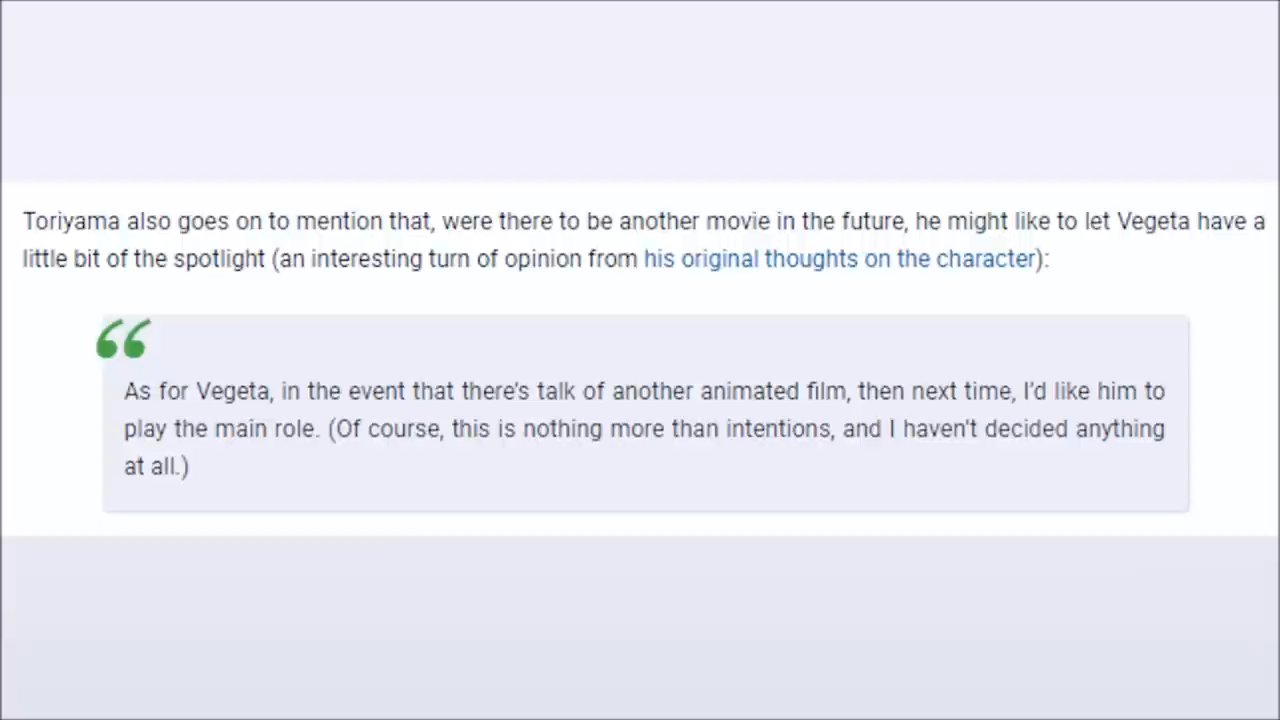 Toriyama also goes on to mention that, were there to be another movie in the future, he might like to let Vegeta have a
little bit of the spotlight (an interesting turn of opinion from his original thoughts on the character):
“
As for Vegeta, in the event that there's talk of another animated film, then next time, I'd like him to
play the main role. (Of course, this is nothing more than intentions, and I haven't decided anything
at all.)